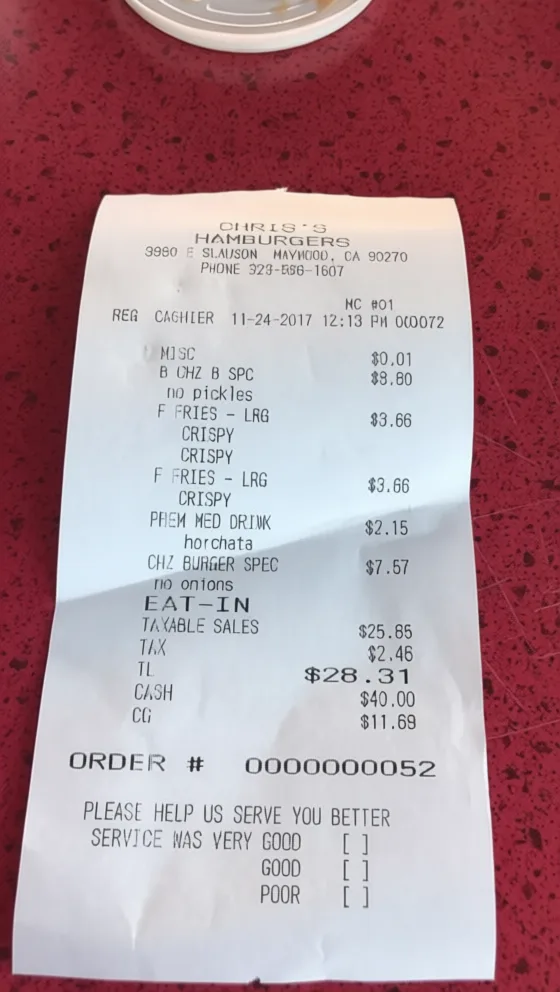 CHRIS'S
HAMBURGERS
3980 E SLAUSON MAYWOOD, CA 90270
PHONE 323-556-1607
MC #01
REG CAGHIER 11-24-2017 12:13 PM 000072
MISC $0.01
B CHZ B SPC $8.80
no pickles
F FRIES - LRG $3.66
CRISPY
CRISPY
F FRIES - LRG $3.66
CRISPY
PREM MED DRINK $2.15
horchata
CHZ BURGER SPEC $7.57
no onions
EAT-IN
TAXABLE SALES $25.85
TAX $2.46
TL $28.31
CASH $40.00
CG $11.69
ORDER # 0000000052
PLEASE HELP US SERVE YOU BETTER
SERVICE WAS VERY GOOD [ ]
GOOD [ ]
POOR [ ]